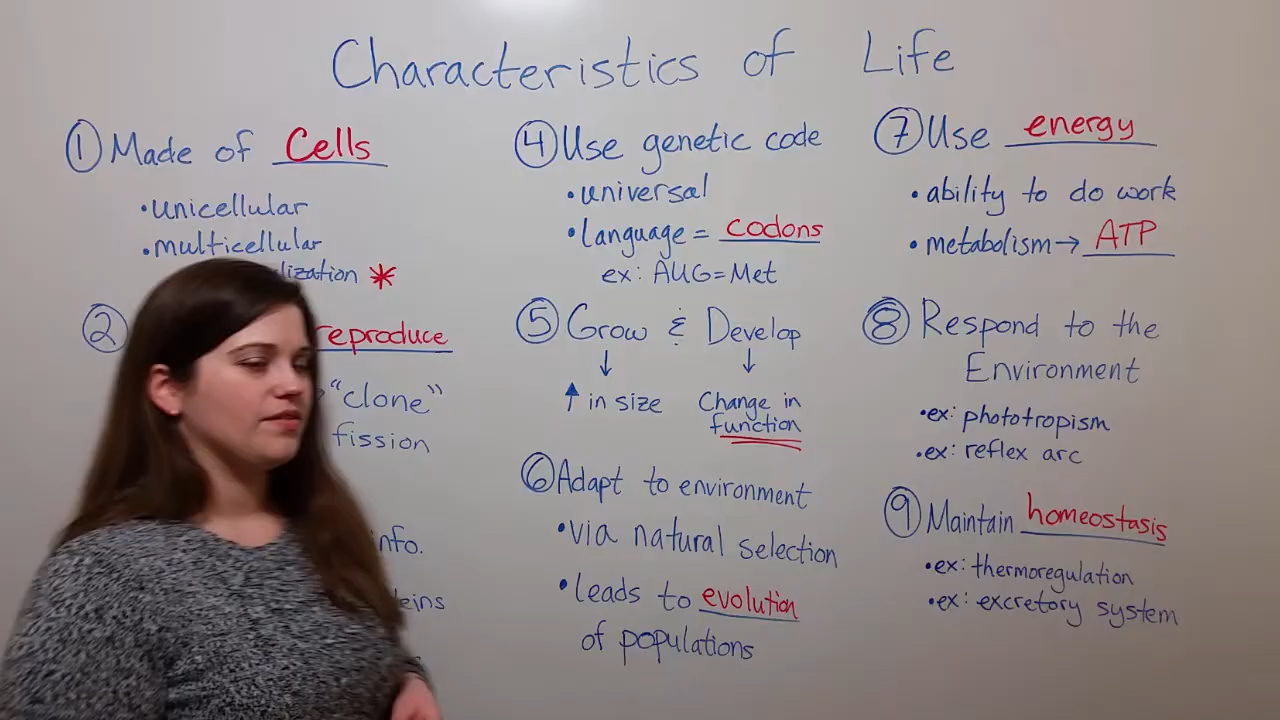 Characteristics of Life
① Made of Cells
•unicellular
•multicellular
*
② reproduce
"clone"
fission
info.
④ Use genetic code
•universal
•language = codons
ex: AUG=Met
⑤ Grow & Develop
↓ ↓
↑ in size
Change in
function
⑥ Adapt to environment
•via natural selection
•leads to evolution
of populations
⑦ Use energy
•ability to do work
•metabolism→ ATP
⑧ Respond to the
Environment
•ex: phototropism
•ex: reflex arc
⑨ Maintain homeostasis
•ex: thermoregulation
•ex: excretory system